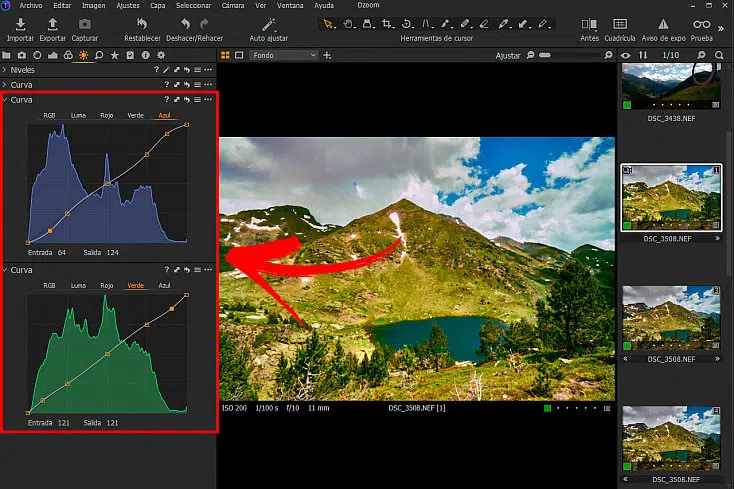 Archivo Editar Imagen Ajustes Capa Seleccionar Cámara Ver Ventana Ayuda Dzoom
Importar Exportar Capturar Restablecer Deshacer/Rehacer Auto ajustar Herramientas de cursor Antes Cuadrícula Aviso de expo Prueba
Fondo Ajustar 1/10
Niveles
Curva
Curva
RGB Luma Rojo Verde Azul
Entrada 64 Salida 124
Curva
RGB Luma Rojo Verde Azul
Entrada 121 Salida 121
ISO 200 1/100 s f/10 11 mm DSC_3508.NEF [1]
DSC_3438.NEF
1
DSC_3508.NEF
3
DSC_3508.NEF
4
DSC_3508.NEF